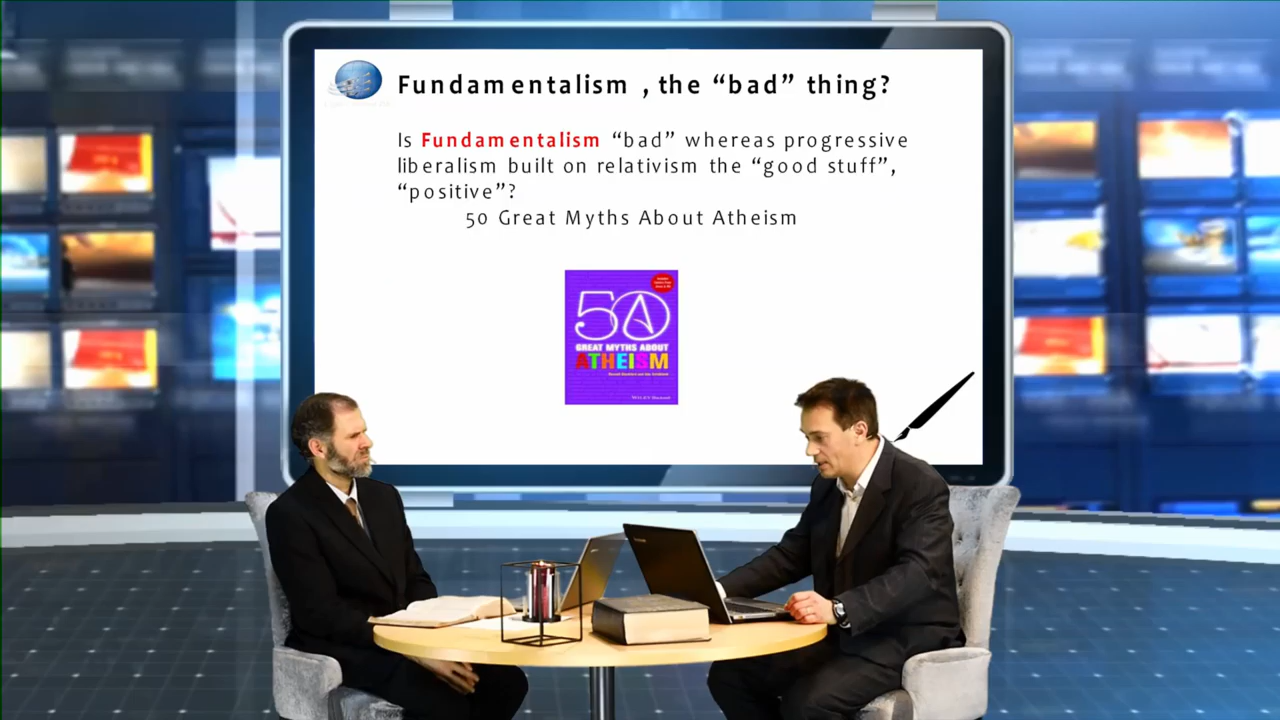 Fundamentalism , the “bad” thing?
Is Fundamentalism “bad” whereas progressive
liberalism built on relativism the “good stuff”,
“positive”?
50 Great Myths About Atheism
50
GREAT MYTHS ABOUT
ATHEISM